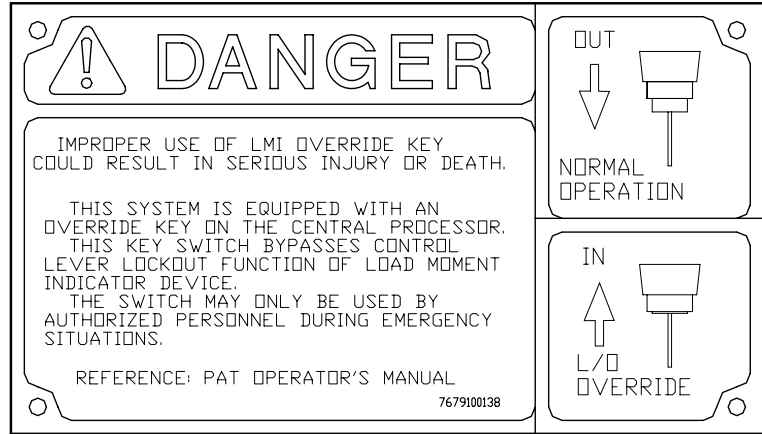 DANGER
IMPROPER USE OF LMI OVERRIDE KEY
COULD RESULT IN SERIOUS INJURY OR DEATH.
THIS SYSTEM IS EQUIPPED WITH AN
OVERRIDE KEY ON THE CENTRAL PROCESSOR.
THIS KEY SWITCH BYPASSES CONTROL
LEVER LOCKOUT FUNCTION OF LOAD MOMENT
INDICATOR DEVICE.
THE SWITCH MAY ONLY BE USED BY
AUTHORIZED PERSONNEL DURING EMERGENCY
SITUATIONS.
REFERENCE: PAT OPERATOR'S MANUAL
7679100138
OUT
NORMAL
OPERATION
IN
L/O
OVERRIDE